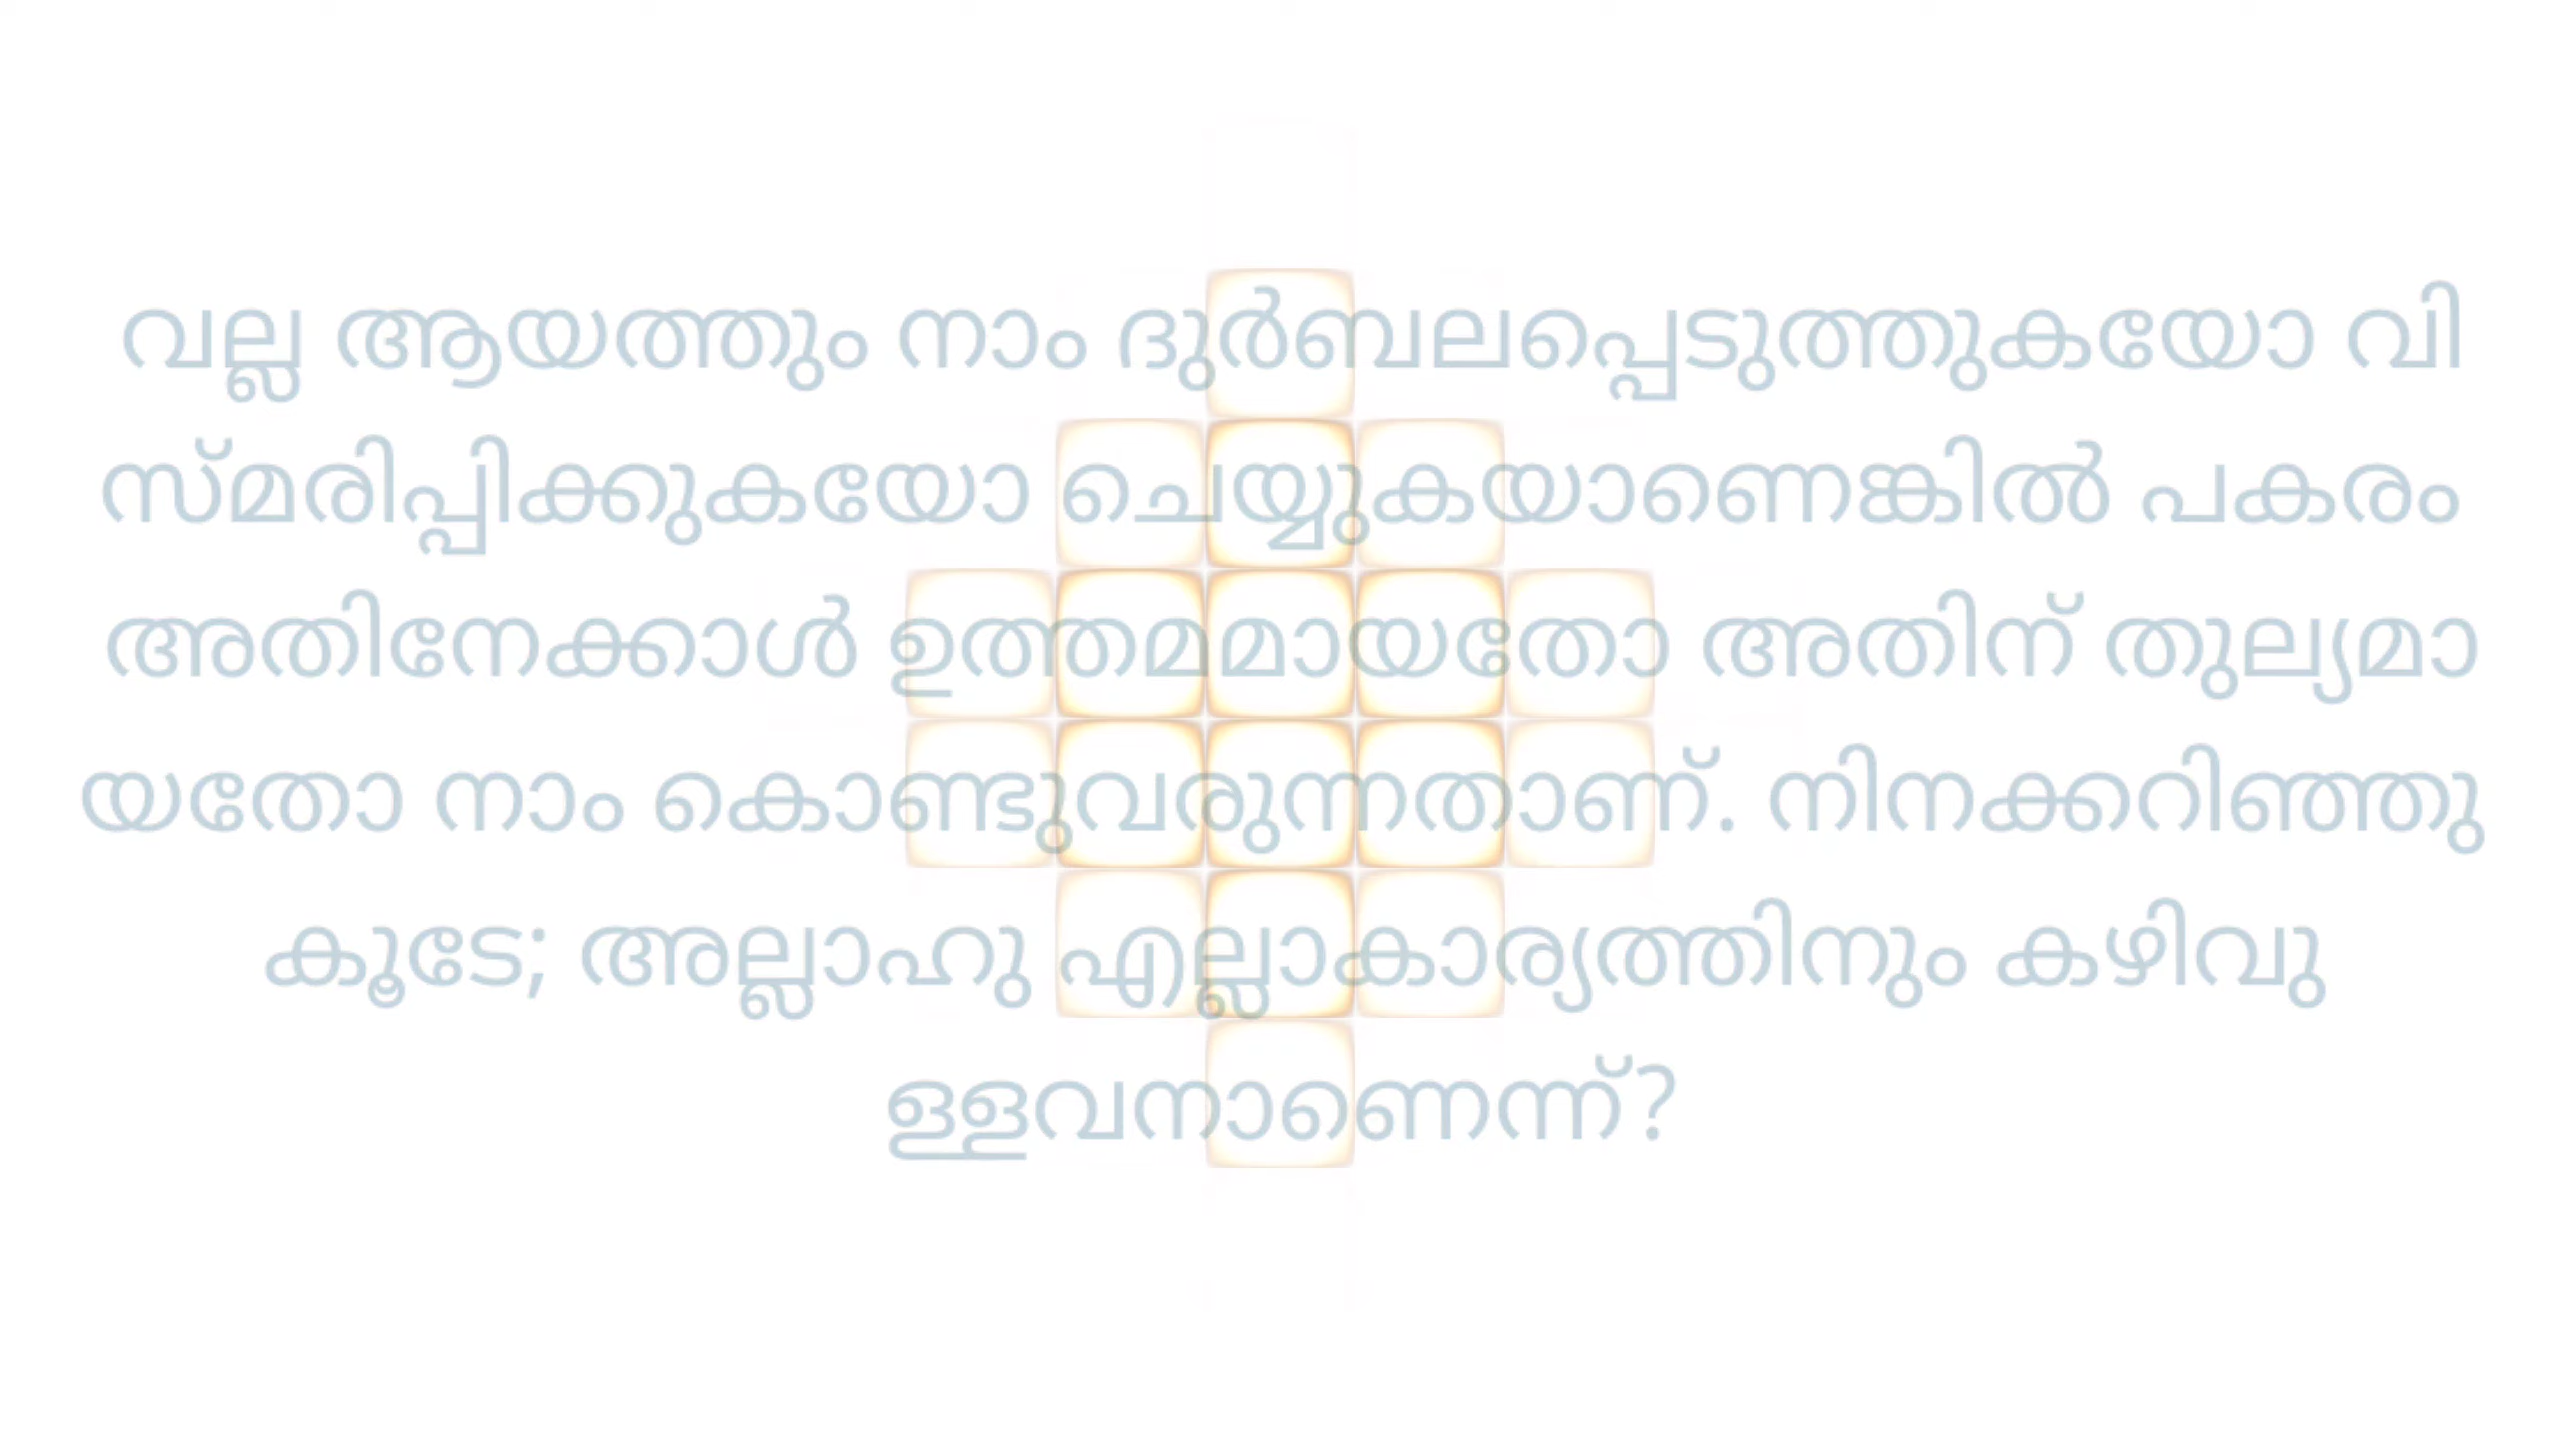 വല്ല ആയത്തും നാം ദുർബലപ്പെടുത്തുകയോ വി
സ്മരിപ്പിക്കുകയോ ചെയ്യുകയാണെങ്കിൽ പകരം
അതിനേക്കാൾ ഉത്തമമായതോ അതിന് തുല്യമാ
യതോ നാം കൊണ്ടുവരുന്നതാണ്. നിനക്കറിഞ്ഞു
കൂടേ; അല്ലാഹു എല്ലാകാര്യത്തിനും കഴിവു
ള്ളവനാണെന്ന്?